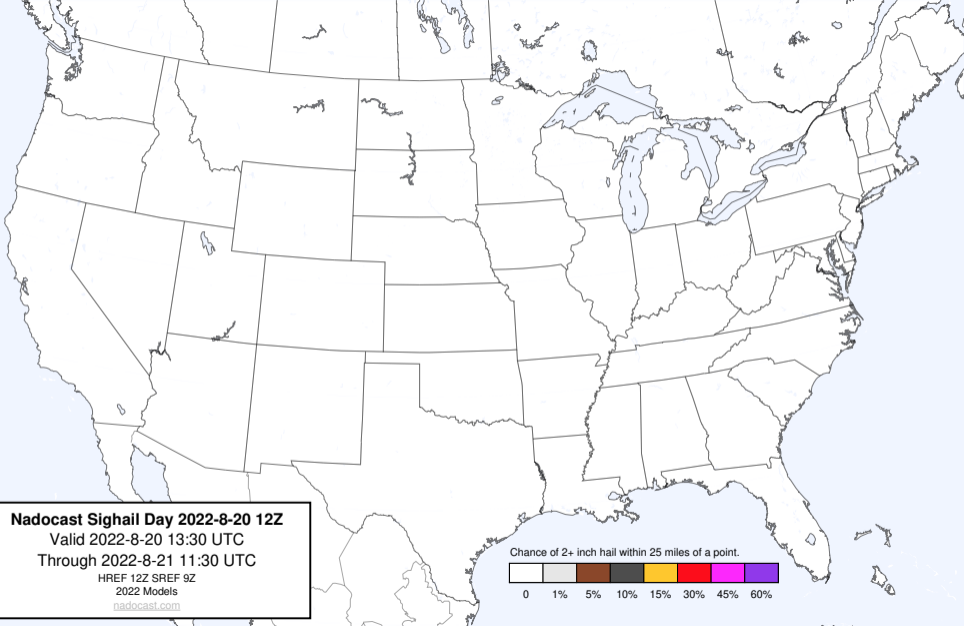 Nadocast Sighail Day 2022-8-20 12Z
Valid 2022-8-20 13:30 UTC
Through 2022-8-21 11:30 UTC
HREF 12Z SREF 9Z
2022 Models
nadocast.com
Chance of 2+ inch hail within 25 miles of a point.
0 1% 5% 10% 15% 30% 45% 60%